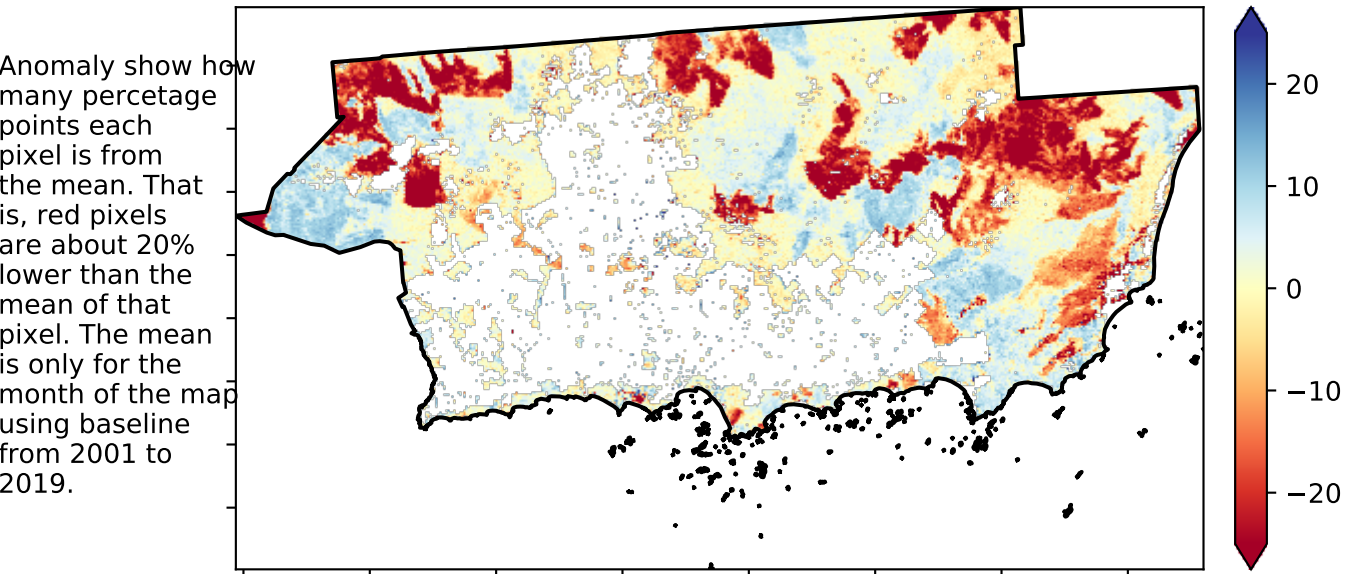 Anomaly show how
many percetage
points each
pixel is from
the mean. That
is, red pixels
are about 20%
lower than the
mean of that
pixel. The mean
is only for the
month of the map
using baseline
from 2001 to
2019.
20
10
0
−10
−20